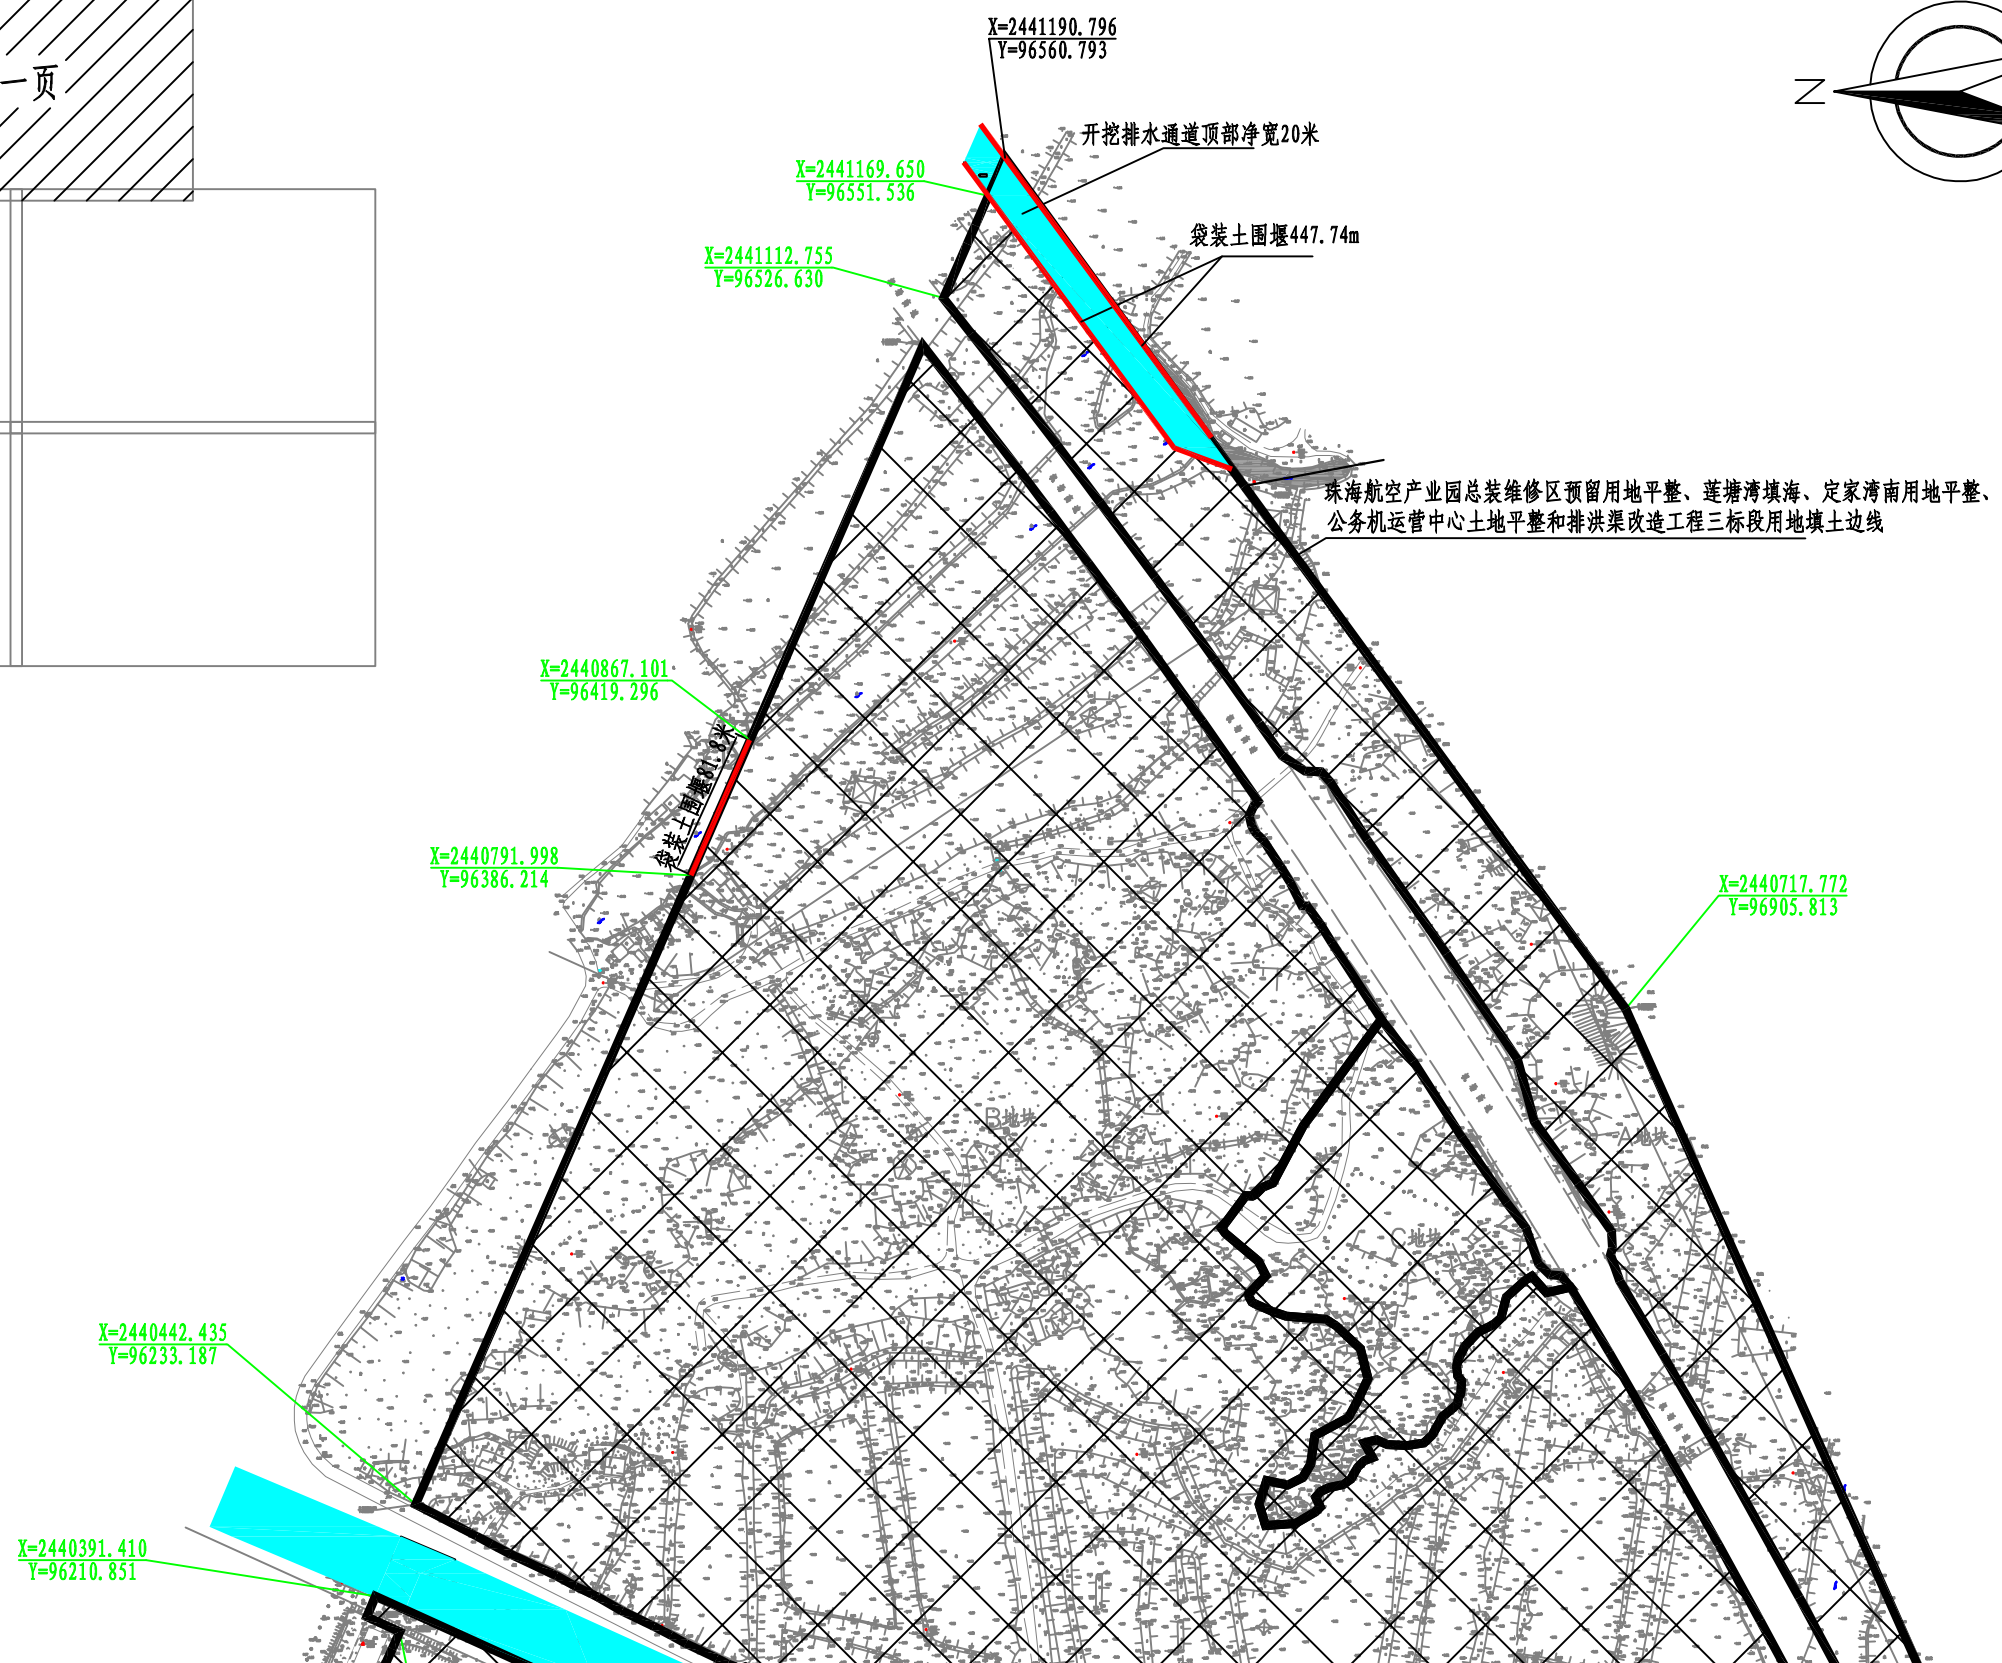 一页
X=2441190.796
Y=96560.793
N
开挖排水通道顶部净宽20米
X=2441169.650
Y=96551.536
袋装土围堰447.74m
X=2441112.755
Y=96526.630
珠海航空产业园总装维修区预留用地平整、莲塘湾填海、定家湾南用地平整、
公务机运营中心土地平整和排洪渠改造工程三标段用地填土边线
X=2440867.101
Y=96419.296
袋装土围堰81.8米
X=2440791.998
Y=96386.214
X=2440717.772
Y=96905.813
B地块
A地块
C地块
X=2440442.435
Y=96233.187
X=2440391.410
Y=96210.851